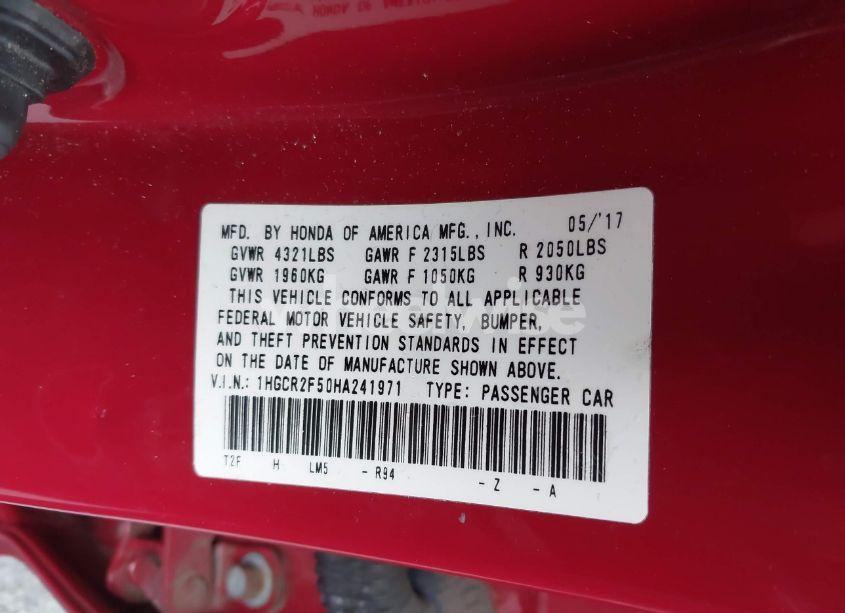 MFD. BY HONDA OF AMERICA MFG., INC. 05/'17
GVWR 4321LBS GAWR F 2315LBS R 2050LBS
GVWR 1960KG GAWR F 1050KG R 930KG
THIS VEHICLE CONFORMS TO ALL APPLICABLE
FEDERAL MOTOR VEHICLE SAFETY, BUMPER,
AND THEFT PREVENTION STANDARDS IN EFFECT
ON THE DATE OF MANUFACTURE SHOWN ABOVE.
V.I.N.: 1HGCR2F50HA241971 TYPE: PASSENGER CAR
T2F H LM5 - R94 - Z - A